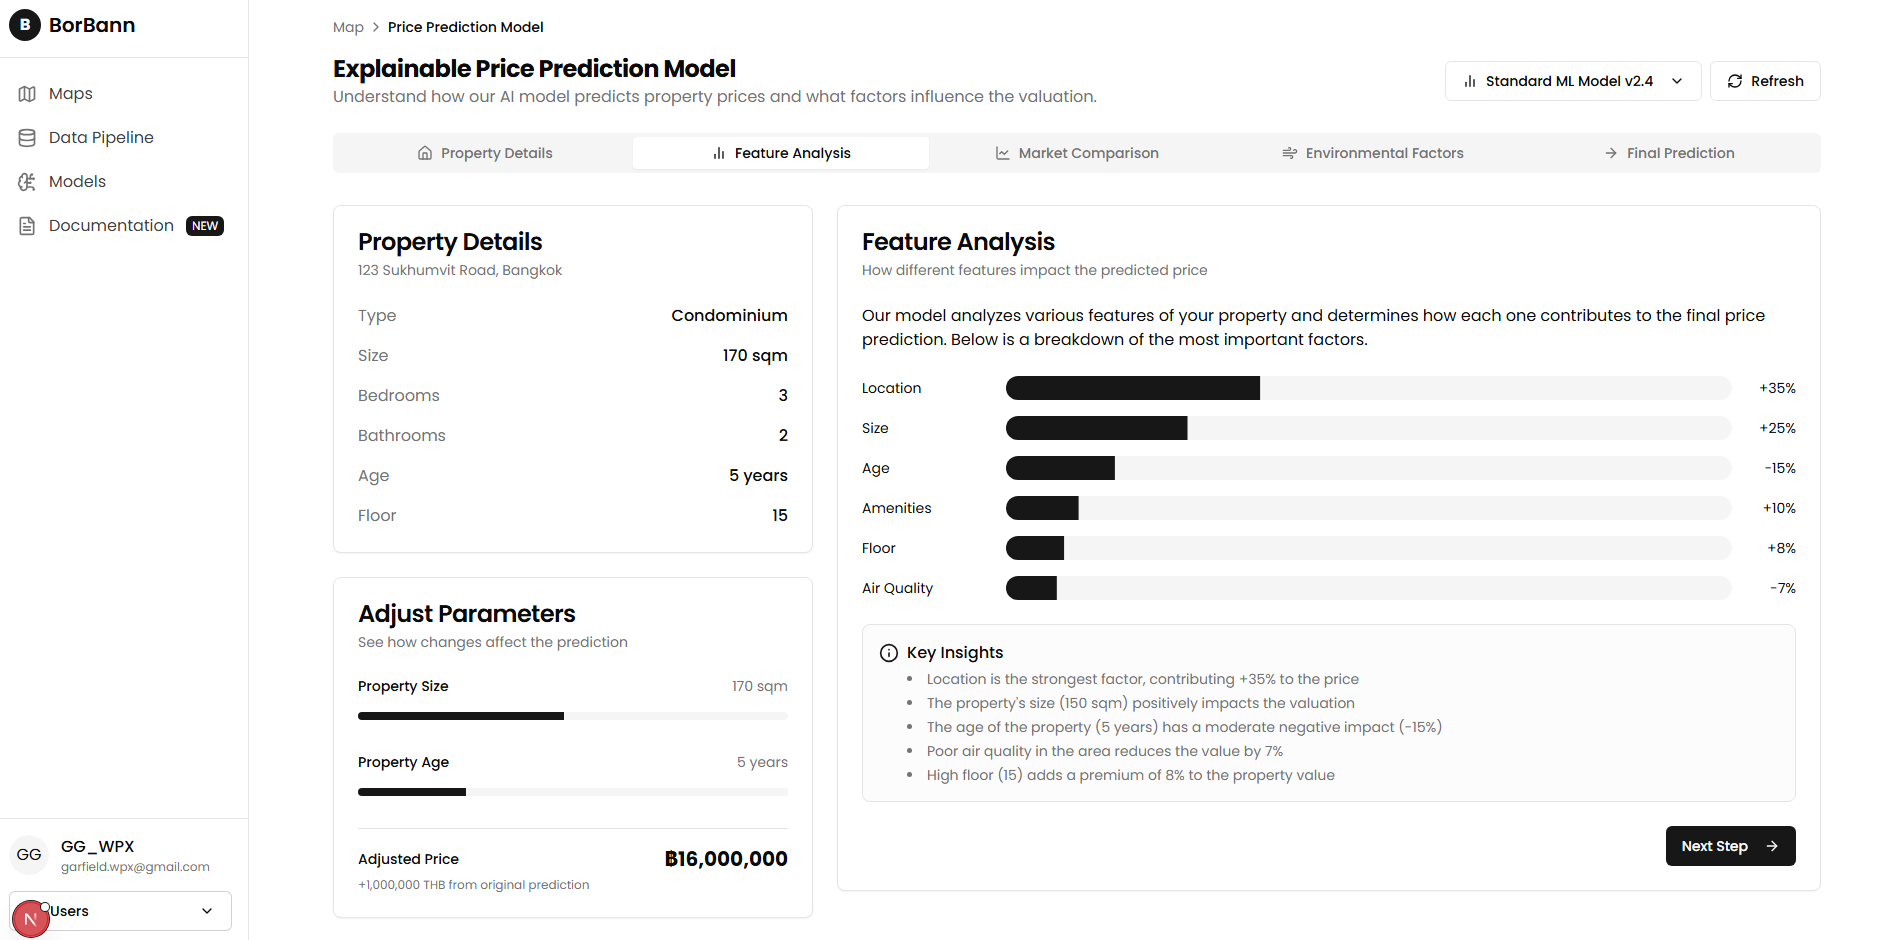 B BorBann
Maps
Data Pipeline
Models
Documentation NEW
GG GG_WPX
garfield.wpx@gmail.com
N Users
Map > Price Prediction Model
Explainable Price Prediction Model
Understand how our AI model predicts property prices and what factors influence the valuation.
Standard ML Model v2.4
Refresh
Property Details
Feature Analysis
Market Comparison
Environmental Factors
Final Prediction
Property Details
123 Sukhumvit Road, Bangkok
Type Condominium
Size 170 sqm
Bedrooms 3
Bathrooms 2
Age 5 years
Floor 15
Adjust Parameters
See how changes affect the prediction
Property Size 170 sqm
Property Age 5 years
Adjusted Price ฿16,000,000
+1,000,000 THB from original prediction
Feature Analysis
How different features impact the predicted price
Our model analyzes various features of your property and determines how each one contributes to the final price
prediction. Below is a breakdown of the most important factors.
Location +35%
Size +25%
Age -15%
Amenities +10%
Floor +8%
Air Quality -7%
Key Insights
• Location is the strongest factor, contributing +35% to the price
• The property's size (150 sqm) positively impacts the valuation
• The age of the property (5 years) has a moderate negative impact (-15%)
• Poor air quality in the area reduces the value by 7%
• High floor (15) adds a premium of 8% to the property value
Next Step